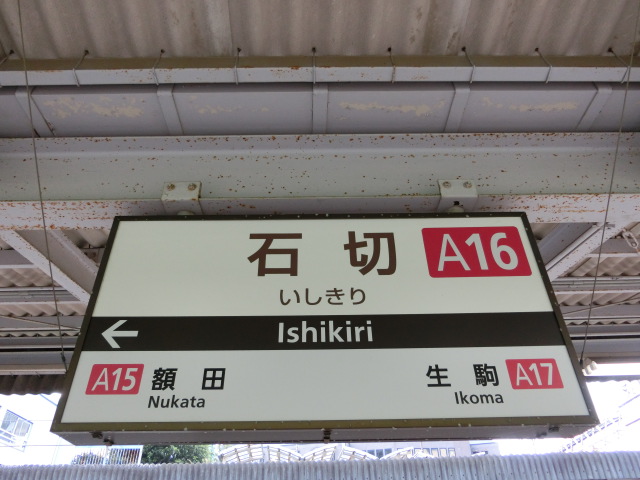 石切 A16
いしきり
Ishikiri
A15 額田 生駒 A17
Nukata Ikoma